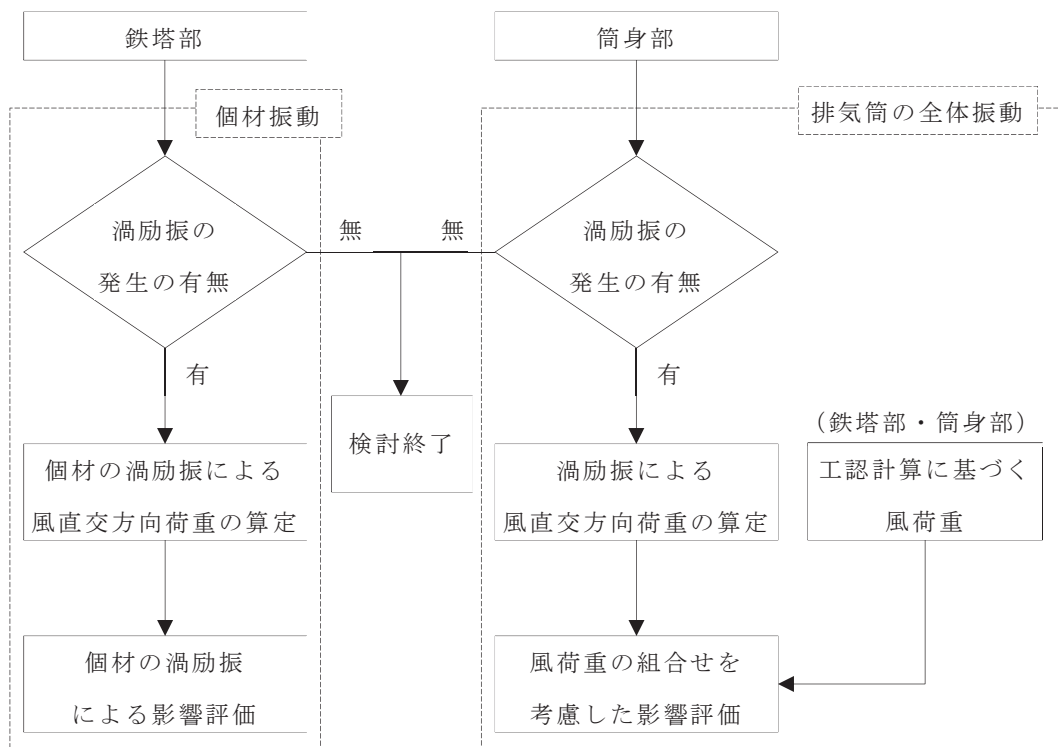 鉄塔部
筒身部
個材振動
排気筒の全体振動
渦励振の
発生の有無
無
無
渦励振の
発生の有無
有
有
検討終了
(鉄塔部・筒身部)
個材の渦励振による
風直交方向荷重の算定
渦励振による
風直交方向荷重の算定
工認計算に基づく
風荷重
個材の渦励振
による影響評価
風荷重の組合せを
考慮した影響評価